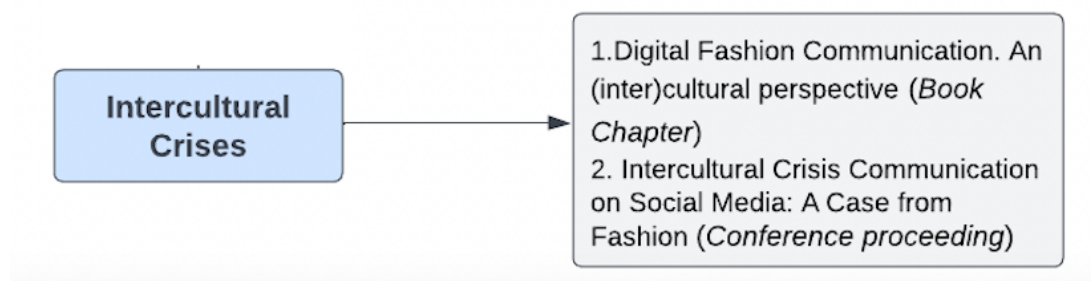 Intercultural
Crises
1.Digital Fashion Communication. An
(inter)cultural perspective (Book
Chapter)
2. Intercultural Crisis Communication
on Social Media: A Case from
Fashion (Conference proceeding)